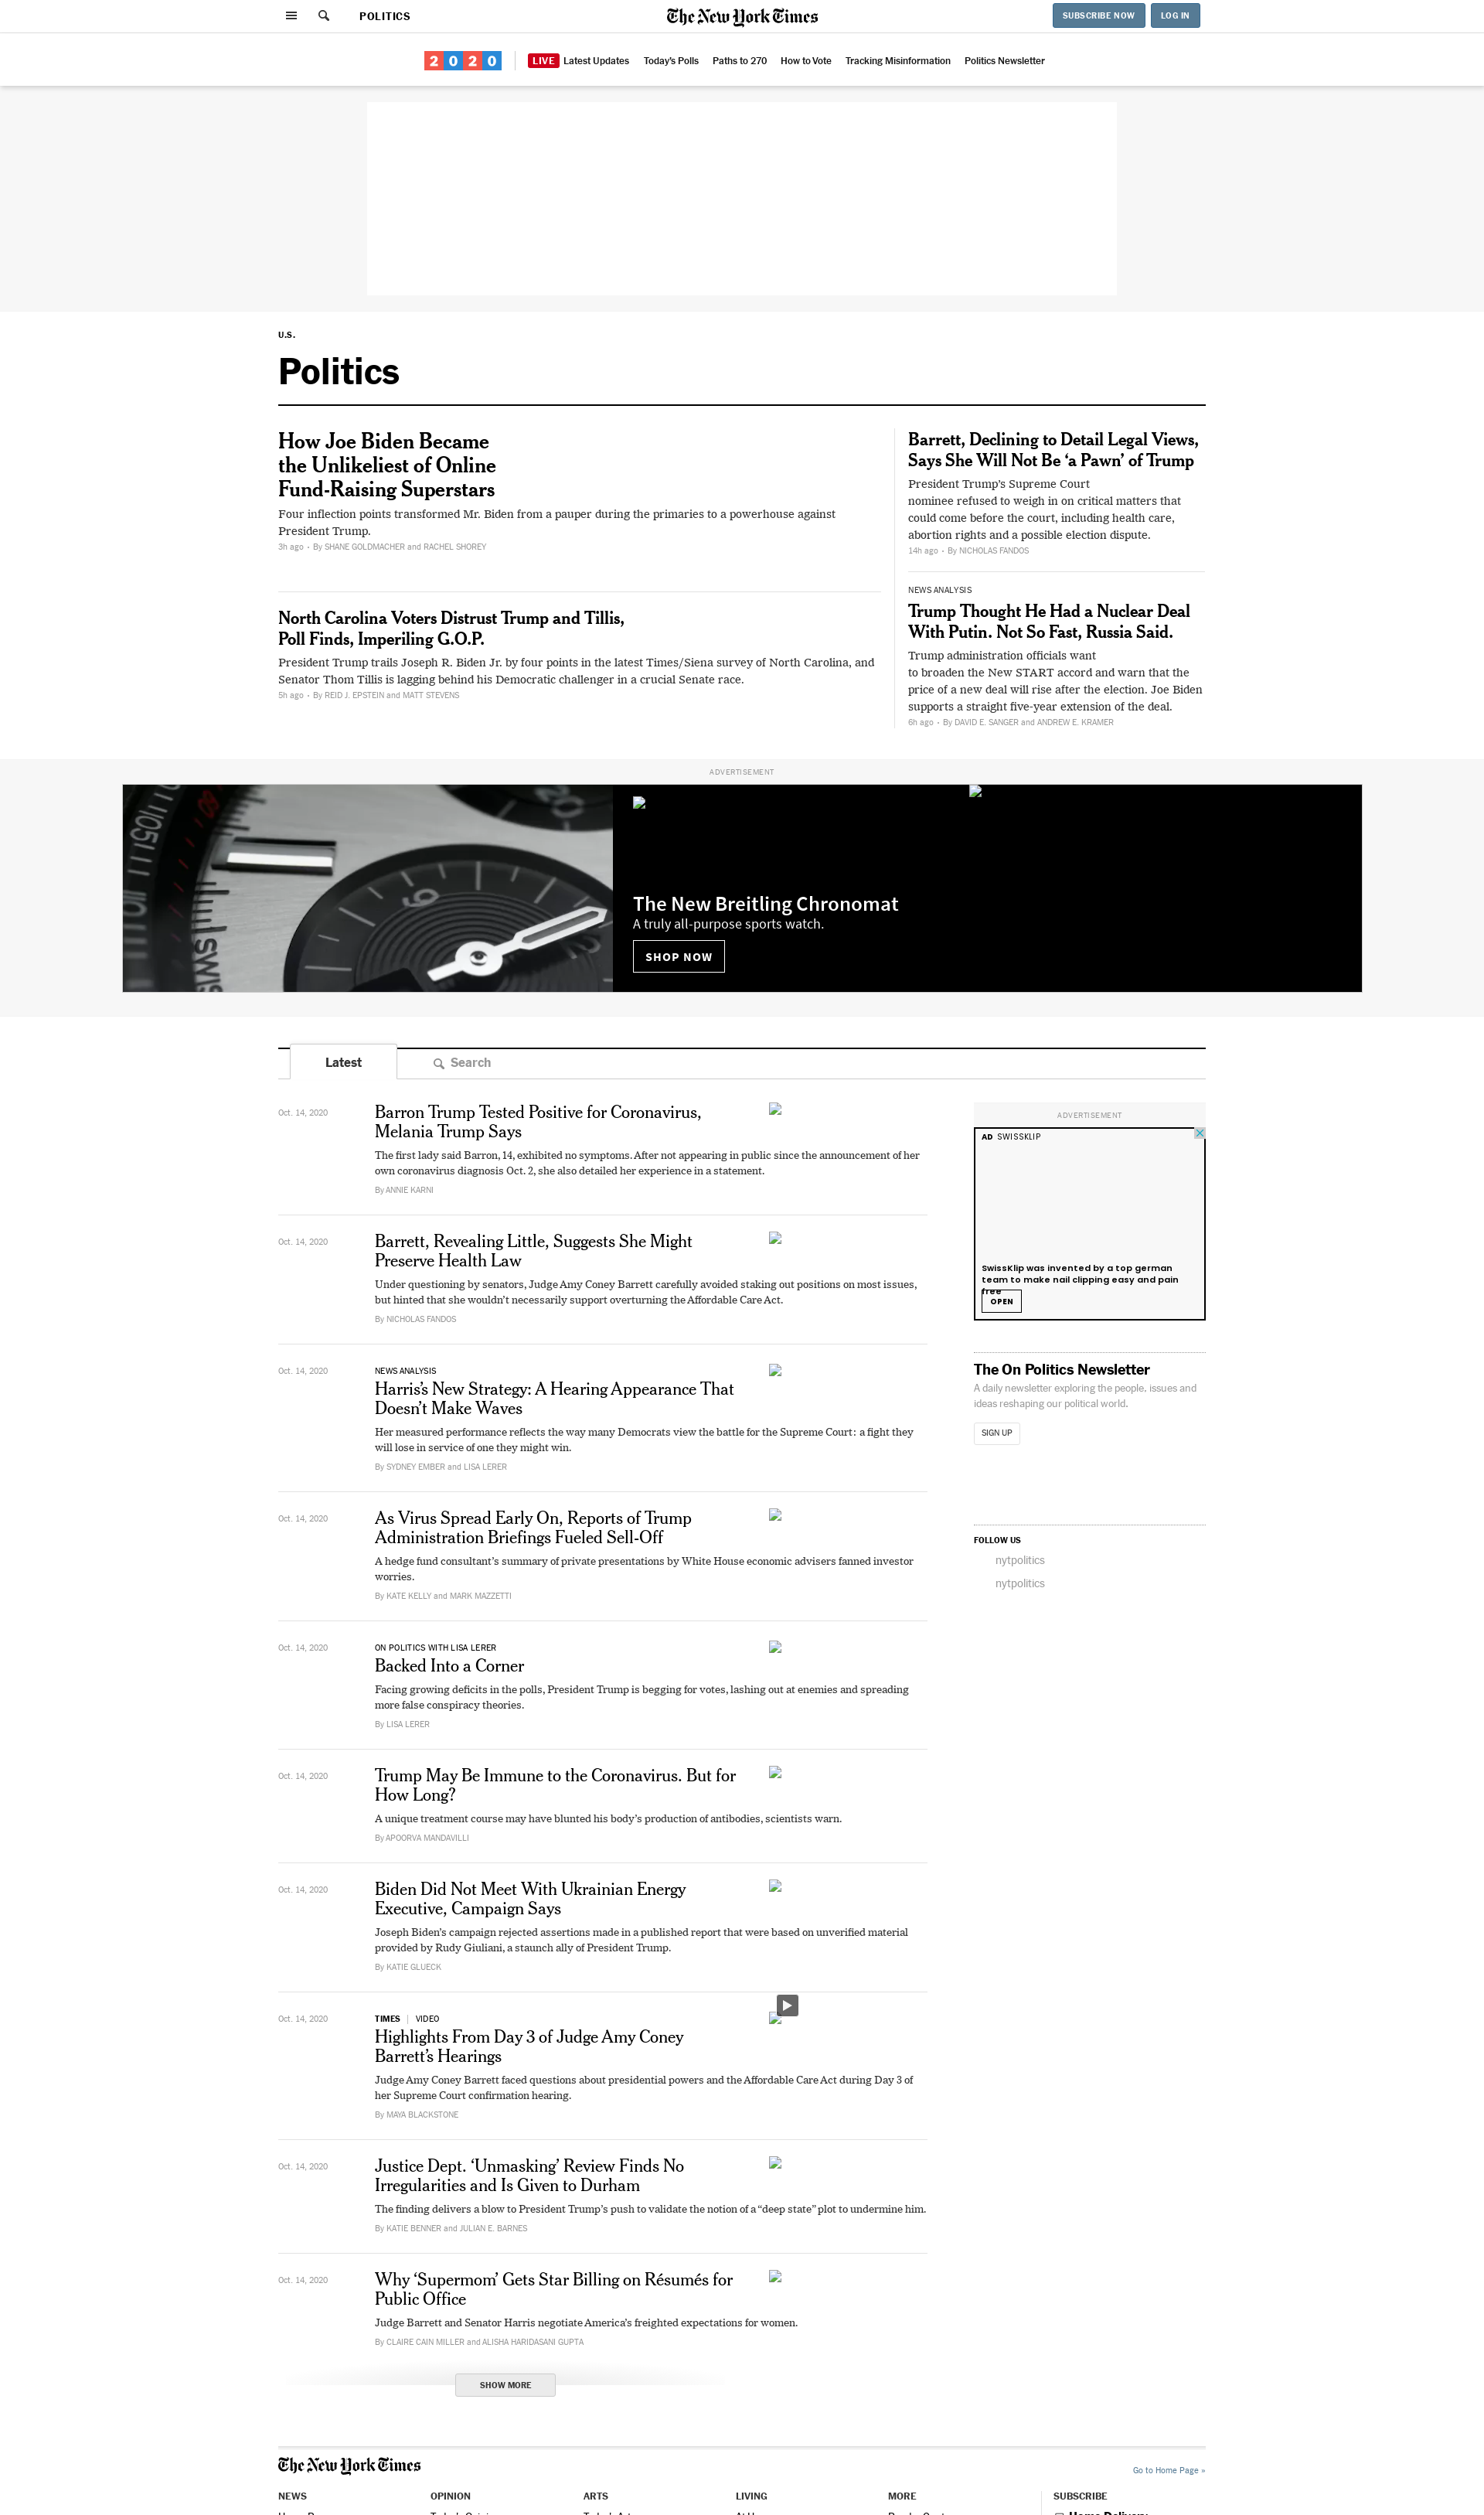 POLITICS
The New York Times
SUBSCRIBE NOW
LOG IN
2020
LIVE Latest Updates
Today's Polls
Paths to 270
How to Vote
Tracking Misinformation
Politics Newsletter
U.S.
Politics
How Joe Biden Became
the Unlikeliest of Online
Fund-Raising Superstars
Four inflection points transformed Mr. Biden from a pauper during the primaries to a powerhouse against
President Trump.
3h ago • By SHANE GOLDMACHER and RACHEL SHOREY
North Carolina Voters Distrust Trump and Tillis,
Poll Finds, Imperiling G.O.P.
President Trump trails Joseph R. Biden Jr. by four points in the latest Times/Siena survey of North Carolina, and
Senator Thom Tillis is lagging behind his Democratic challenger in a crucial Senate race.
5h ago • By REID J. EPSTEIN and MATT STEVENS
Barrett, Declining to Detail Legal Views,
Says She Will Not Be ‘a Pawn’ of Trump
President Trump’s Supreme Court
nominee refused to weigh in on critical matters that
could come before the court, including health care,
abortion rights and a possible election dispute.
14h ago • By NICHOLAS FANDOS
NEWS ANALYSIS
Trump Thought He Had a Nuclear Deal
With Putin. Not So Fast, Russia Said.
Trump administration officials want
to broaden the New START accord and warn that the
price of a new deal will rise after the election. Joe Biden
supports a straight five-year extension of the deal.
6h ago • By DAVID E. SANGER and ANDREW E. KRAMER
ADVERTISEMENT
SWISS
The New Breitling Chronomat
A truly all-purpose sports watch.
SHOP NOW
Latest
Search
Oct. 14, 2020
Barron Trump Tested Positive for Coronavirus,
Melania Trump Says
The first lady said Barron, 14, exhibited no symptoms. After not appearing in public since the announcement of her
own coronavirus diagnosis Oct. 2, she also detailed her experience in a statement.
By ANNIE KARNI
Oct. 14, 2020
Barrett, Revealing Little, Suggests She Might
Preserve Health Law
Under questioning by senators, Judge Amy Coney Barrett carefully avoided staking out positions on most issues,
but hinted that she wouldn’t necessarily support overturning the Affordable Care Act.
By NICHOLAS FANDOS
Oct. 14, 2020
NEWS ANALYSIS
Harris’s New Strategy: A Hearing Appearance That
Doesn’t Make Waves
Her measured performance reflects the way many Democrats view the battle for the Supreme Court: a fight they
will lose in service of one they might win.
By SYDNEY EMBER and LISA LERER
Oct. 14, 2020
As Virus Spread Early On, Reports of Trump
Administration Briefings Fueled Sell-Off
A hedge fund consultant’s summary of private presentations by White House economic advisers fanned investor
worries.
By KATE KELLY and MARK MAZZETTI
Oct. 14, 2020
ON POLITICS WITH LISA LERER
Backed Into a Corner
Facing growing deficits in the polls, President Trump is begging for votes, lashing out at enemies and spreading
more false conspiracy theories.
By LISA LERER
Oct. 14, 2020
Trump May Be Immune to the Coronavirus. But for
How Long?
A unique treatment course may have blunted his body’s production of antibodies, scientists warn.
By APOORVA MANDAVILLI
Oct. 14, 2020
Biden Did Not Meet With Ukrainian Energy
Executive, Campaign Says
Joseph Biden’s campaign rejected assertions made in a published report that were based on unverified material
provided by Rudy Giuliani, a staunch ally of President Trump.
By KATIE GLUECK
Oct. 14, 2020
TIMES | VIDEO
Highlights From Day 3 of Judge Amy Coney
Barrett’s Hearings
Judge Amy Coney Barrett faced questions about presidential powers and the Affordable Care Act during Day 3 of
her Supreme Court confirmation hearing.
By MAYA BLACKSTONE
Oct. 14, 2020
Justice Dept. ‘Unmasking’ Review Finds No
Irregularities and Is Given to Durham
The finding delivers a blow to President Trump’s push to validate the notion of a “deep state” plot to undermine him.
By KATIE BENNER and JULIAN E. BARNES
Oct. 14, 2020
Why ‘Supermom’ Gets Star Billing on Résumés for
Public Office
Judge Barrett and Senator Harris negotiate America’s freighted expectations for women.
By CLAIRE CAIN MILLER and ALISHA HARIDASANI GUPTA
SHOW MORE
ADVERTISEMENT
AD SWISSKLIP
SwissKlip was invented by a top german
team to make nail clipping easy and pain
free
OPEN
The On Politics Newsletter
A daily newsletter exploring the people, issues and
ideas reshaping our political world.
SIGN UP
FOLLOW US
nytpolitics
nytpolitics
The New York Times
Go to Home Page »
NEWS
OPINION
ARTS
LIVING
MORE
SUBSCRIBE